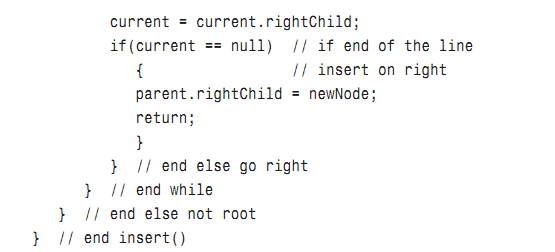 current = current.rightChild;
if(current == null)  // if end of the line
{                  // insert on right
parent.rightChild = newNode;
return;
}
}  // end else go right
}  // end while
}  // end else not root
}  // end insert()